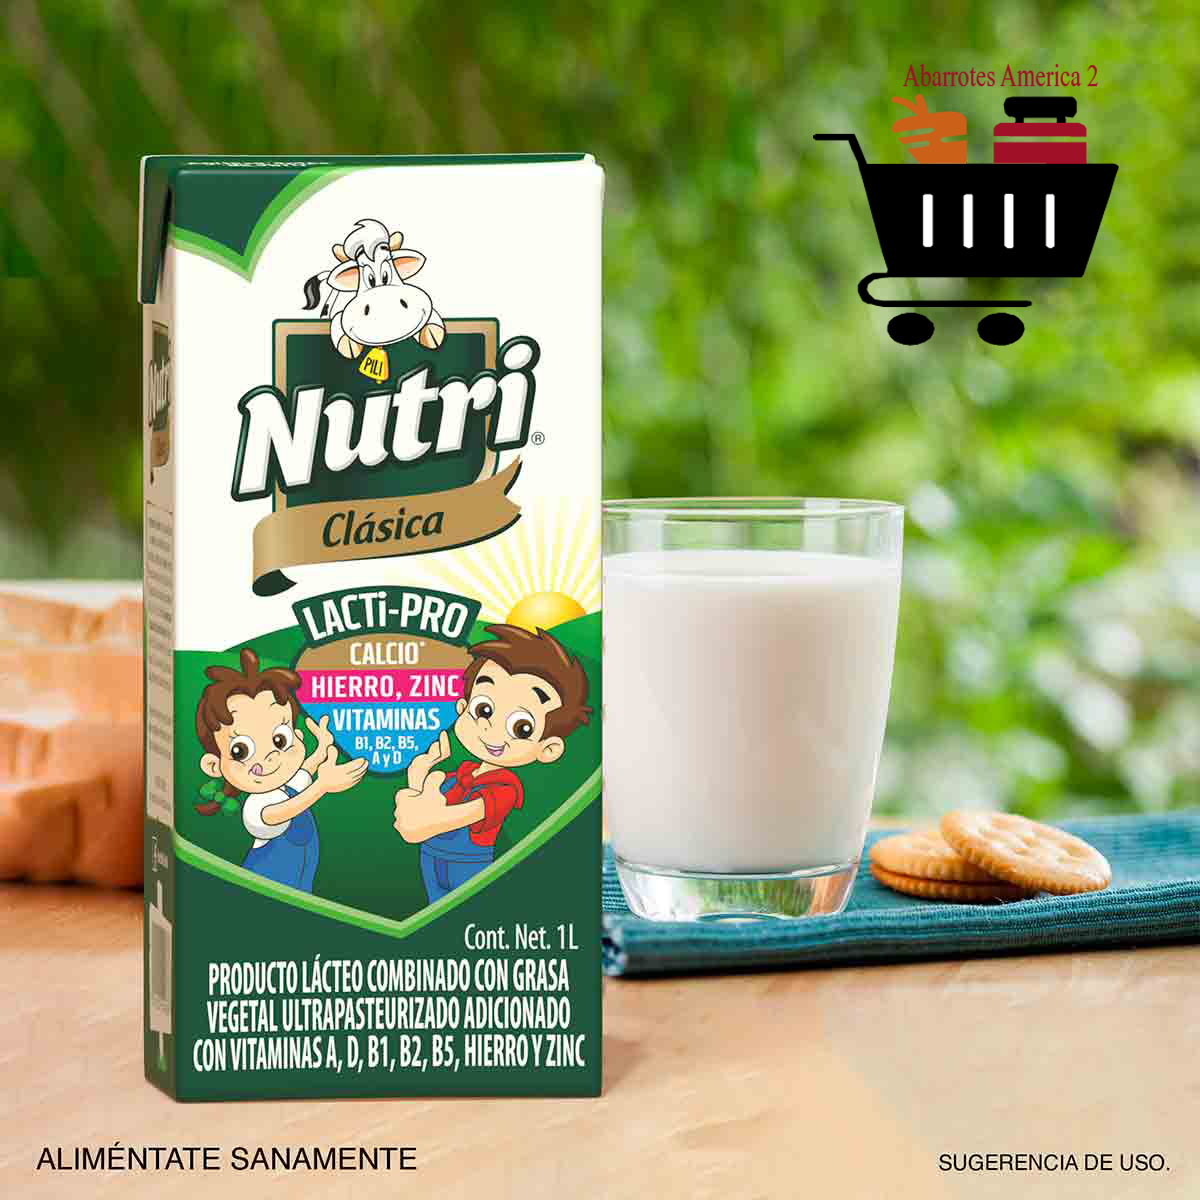 Abarrotes America 2
PILI
Nutri®
Clásica
LACTi-PRO
CALCIO*
HIERRO, ZINC
VITAMINAS
B1, B2, B5,
A y D
Cont. Net. 1L
PRODUCTO LÁCTEO COMBINADO CON GRASA
VEGETAL ULTRAPASTEURIZADO ADICIONADO
CON VITAMINAS A, D, B1, B2, B5, HIERRO Y ZINC
ALIMÉNTATE SANAMENTE
SUGERENCIA DE USO.